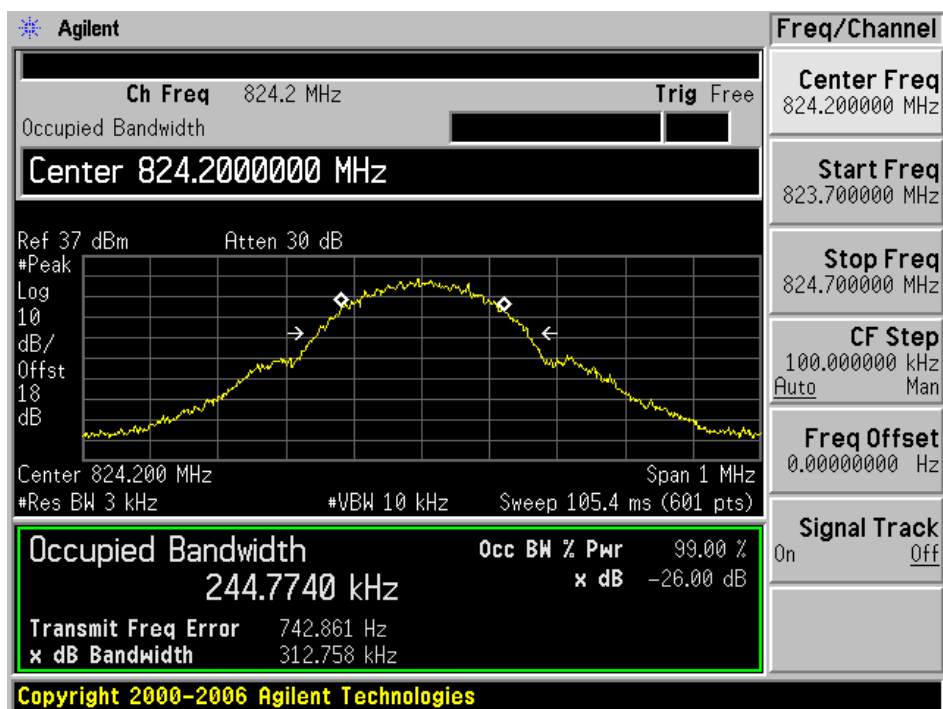 Agilent
Freq/Channel
Ch Freq 824.2 MHz Trig Free
Occupied Bandwidth
Center 824.2000000 MHz
Ref 37 dBm Atten 30 dB
#Peak
Log
10
dB/
Offst
18
dB
Center 824.200 MHz Span 1 MHz
#Res BW 3 kHz #VBW 10 kHz Sweep 105.4 ms (601 pts)
Occupied Bandwidth
244.7740 kHz
Occ BW % Pwr 99.00 %
x dB -26.00 dB
Transmit Freq Error 742.861 Hz
x dB Bandwidth 312.758 kHz
Center Freq
824.200000 MHz
Start Freq
823.700000 MHz
Stop Freq
824.700000 MHz
CF Step
100.000000 kHz
Auto Man
Freq Offset
0.00000000 Hz
Signal Track
On Off
Copyright 2000-2006 Agilent Technologies